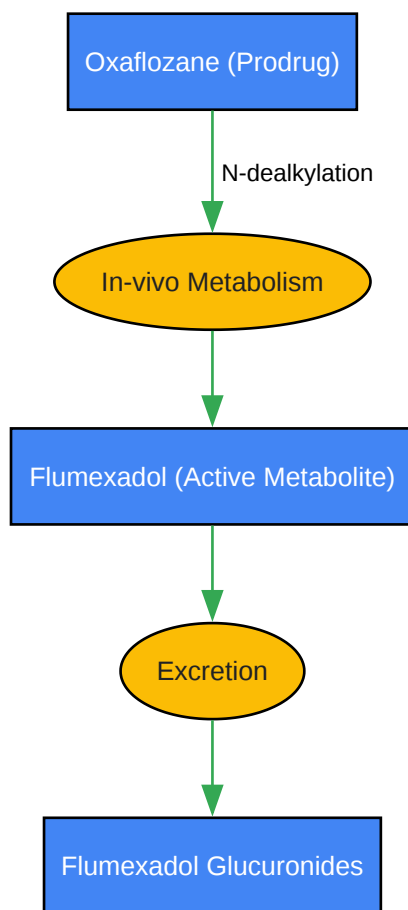 Oxaflozane (Prodrug)
N-dealkylation
In-vivo Metabolism
Flumexadol (Active Metabolite)
Excretion
Flumexadol Glucuronides